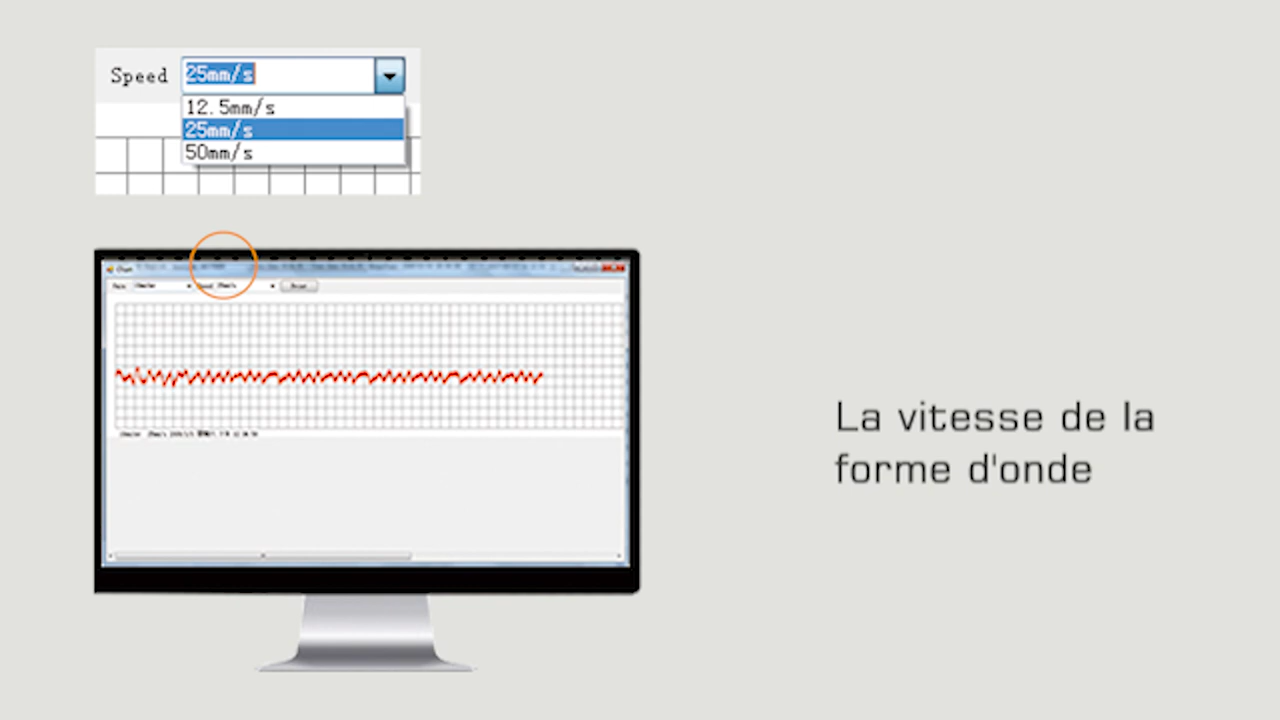 Speed 25mm/s
12.5mm/s
25mm/s
50mm/s
La vitesse de la
forme d'onde